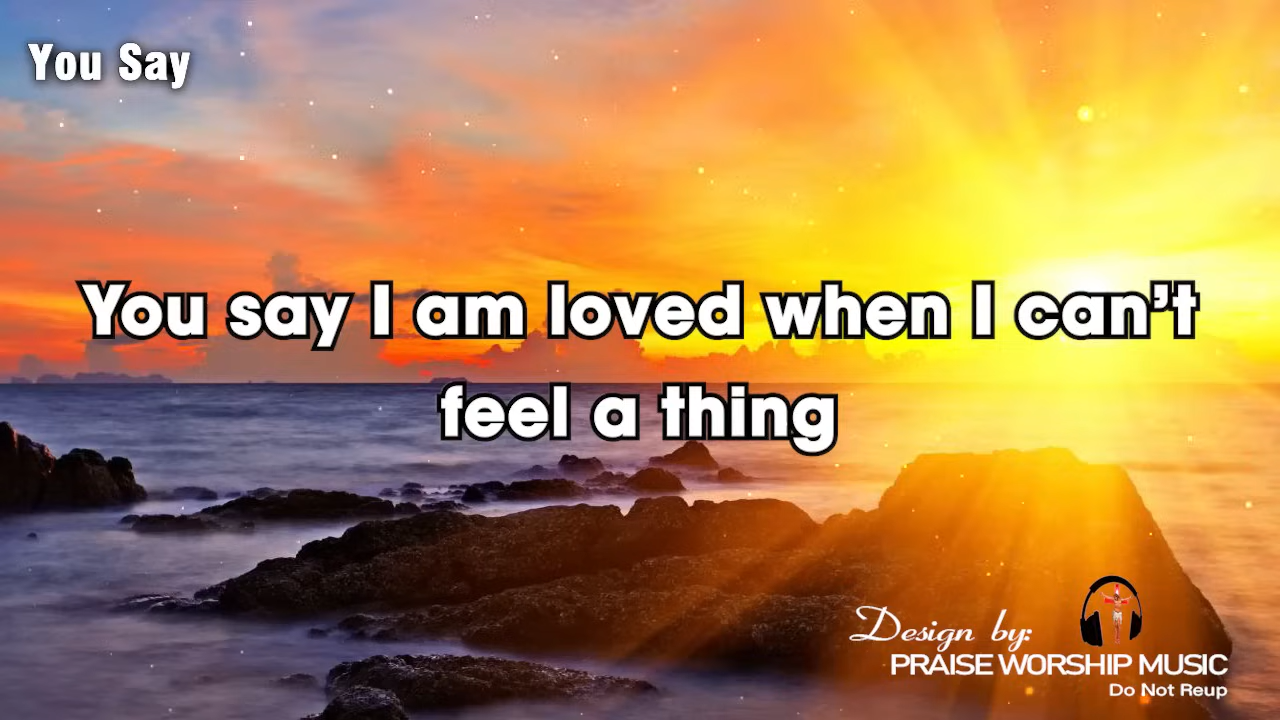 You Say
You say I am loved when I can’t
feel a thing
Design by:
PRAISE WORSHIP MUSIC
Do Not Reup